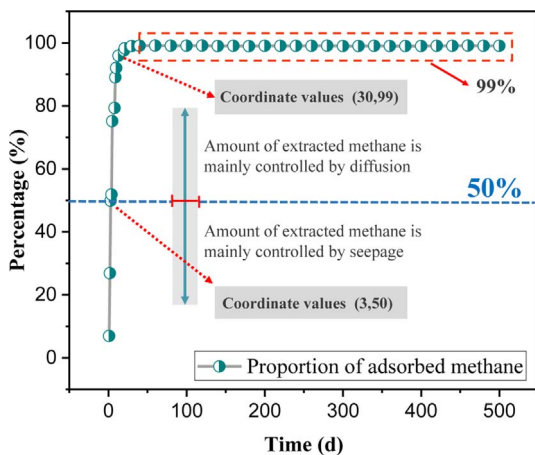 100
80
60
40
20
0
Percentage (%)
99%
Coordinate values (30,99)
Amount of extracted methane is
mainly controlled by diffusion
50%
Amount of extracted methane is
mainly controlled by seepage
Coordinate values (3,50)
Proportion of adsorbed methane
0
100
200
300
400
500
Time (d)